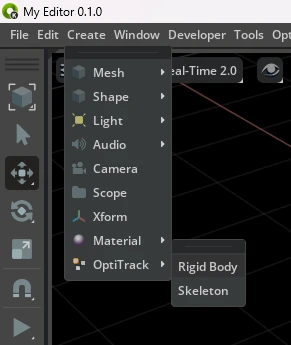 My Editor 0.1.0
File Edit Create Window Developer Tools
eal-Time 2.0
Mesh
Shape
Light
Audio
Camera
Scope
Xform
Material
OptiTrack
Rigid Body
Skeleton